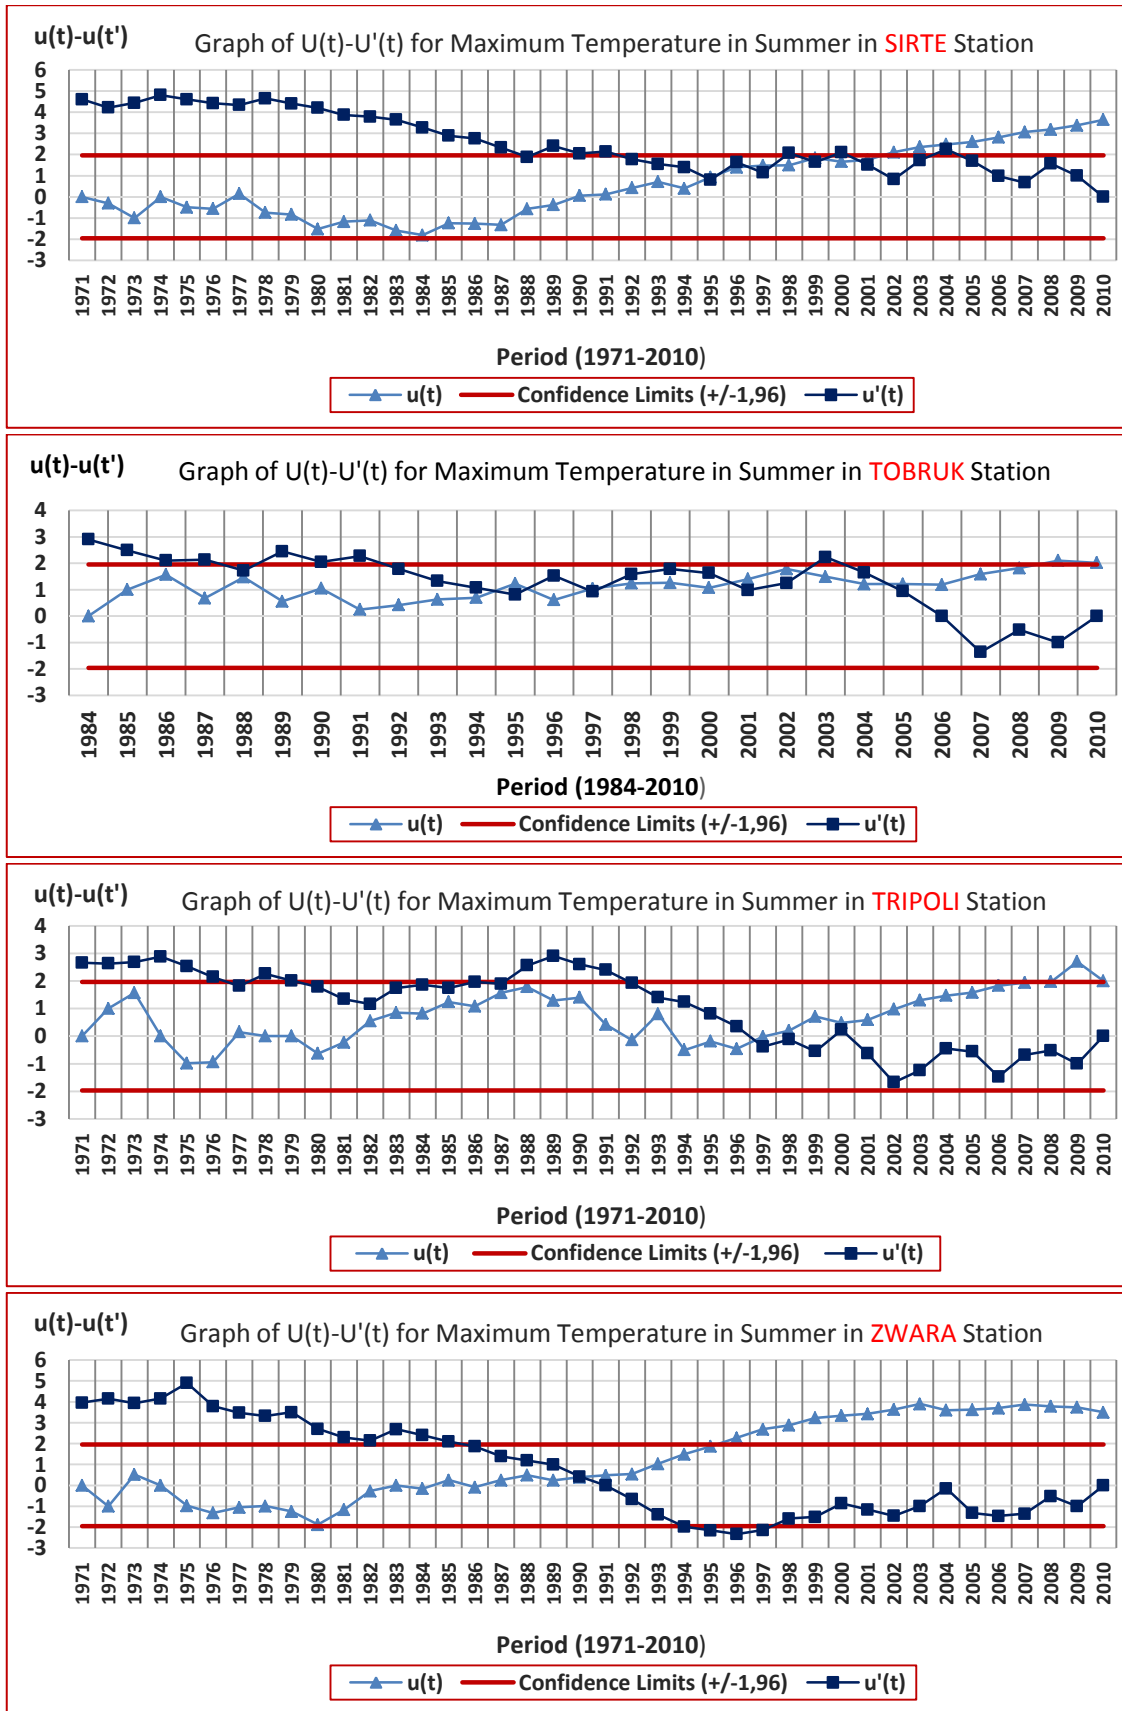 u(t)-u(t')
Graph of U(t)-U'(t) for Maximum Temperature in Summer in SIRTE Station
6
5
4
3
2
1
0
-1
-2
-3
1971 1972 1973 1974 1975 1976 1977 1978 1979 1980 1981 1982 1983 1984 1985 1986 1987 1988 1989 1990 1991 1992 1993 1994 1995 1996 1997 1998 1999 2000 2001 2002 2003 2004 2005 2006 2007 2008 2009 2010
Period (1971-2010)
u(t) Confidence Limits (+/-1,96) u'(t)
u(t)-u(t')
Graph of U(t)-U'(t) for Maximum Temperature in Summer in TOBRUK Station
4
3
2
1
0
-1
-2
-3
1984 1985 1986 1987 1988 1989 1990 1991 1992 1993 1994 1995 1996 1997 1998 1999 2000 2001 2002 2003 2004 2005 2006 2007 2008 2009 2010
Period (1984-2010)
u(t) Confidence Limits (+/-1,96) u'(t)
u(t)-u(t')
Graph of U(t)-U'(t) for Maximum Temperature in Summer in TRIPOLI Station
4
3
2
1
0
-1
-2
-3
1971 1972 1973 1974 1975 1976 1977 1978 1979 1980 1981 1982 1983 1984 1985 1986 1987 1988 1989 1990 1991 1992 1993 1994 1995 1996 1997 1998 1999 2000 2001 2002 2003 2004 2005 2006 2007 2008 2009 2010
Period (1971-2010)
u(t) Confidence Limits (+/-1,96) u'(t)
u(t)-u(t')
Graph of U(t)-U'(t) for Maximum Temperature in Summer in ZWARA Station
6
5
4
3
2
1
0
-1
-2
-3
1971 1972 1973 1974 1975 1976 1977 1978 1979 1980 1981 1982 1983 1984 1985 1986 1987 1988 1989 1990 1991 1992 1993 1994 1995 1996 1997 1998 1999 2000 2001 2002 2003 2004 2005 2006 2007 2008 2009 2010
Period (1971-2010)
u(t) Confidence Limits (+/-1,96) u'(t)